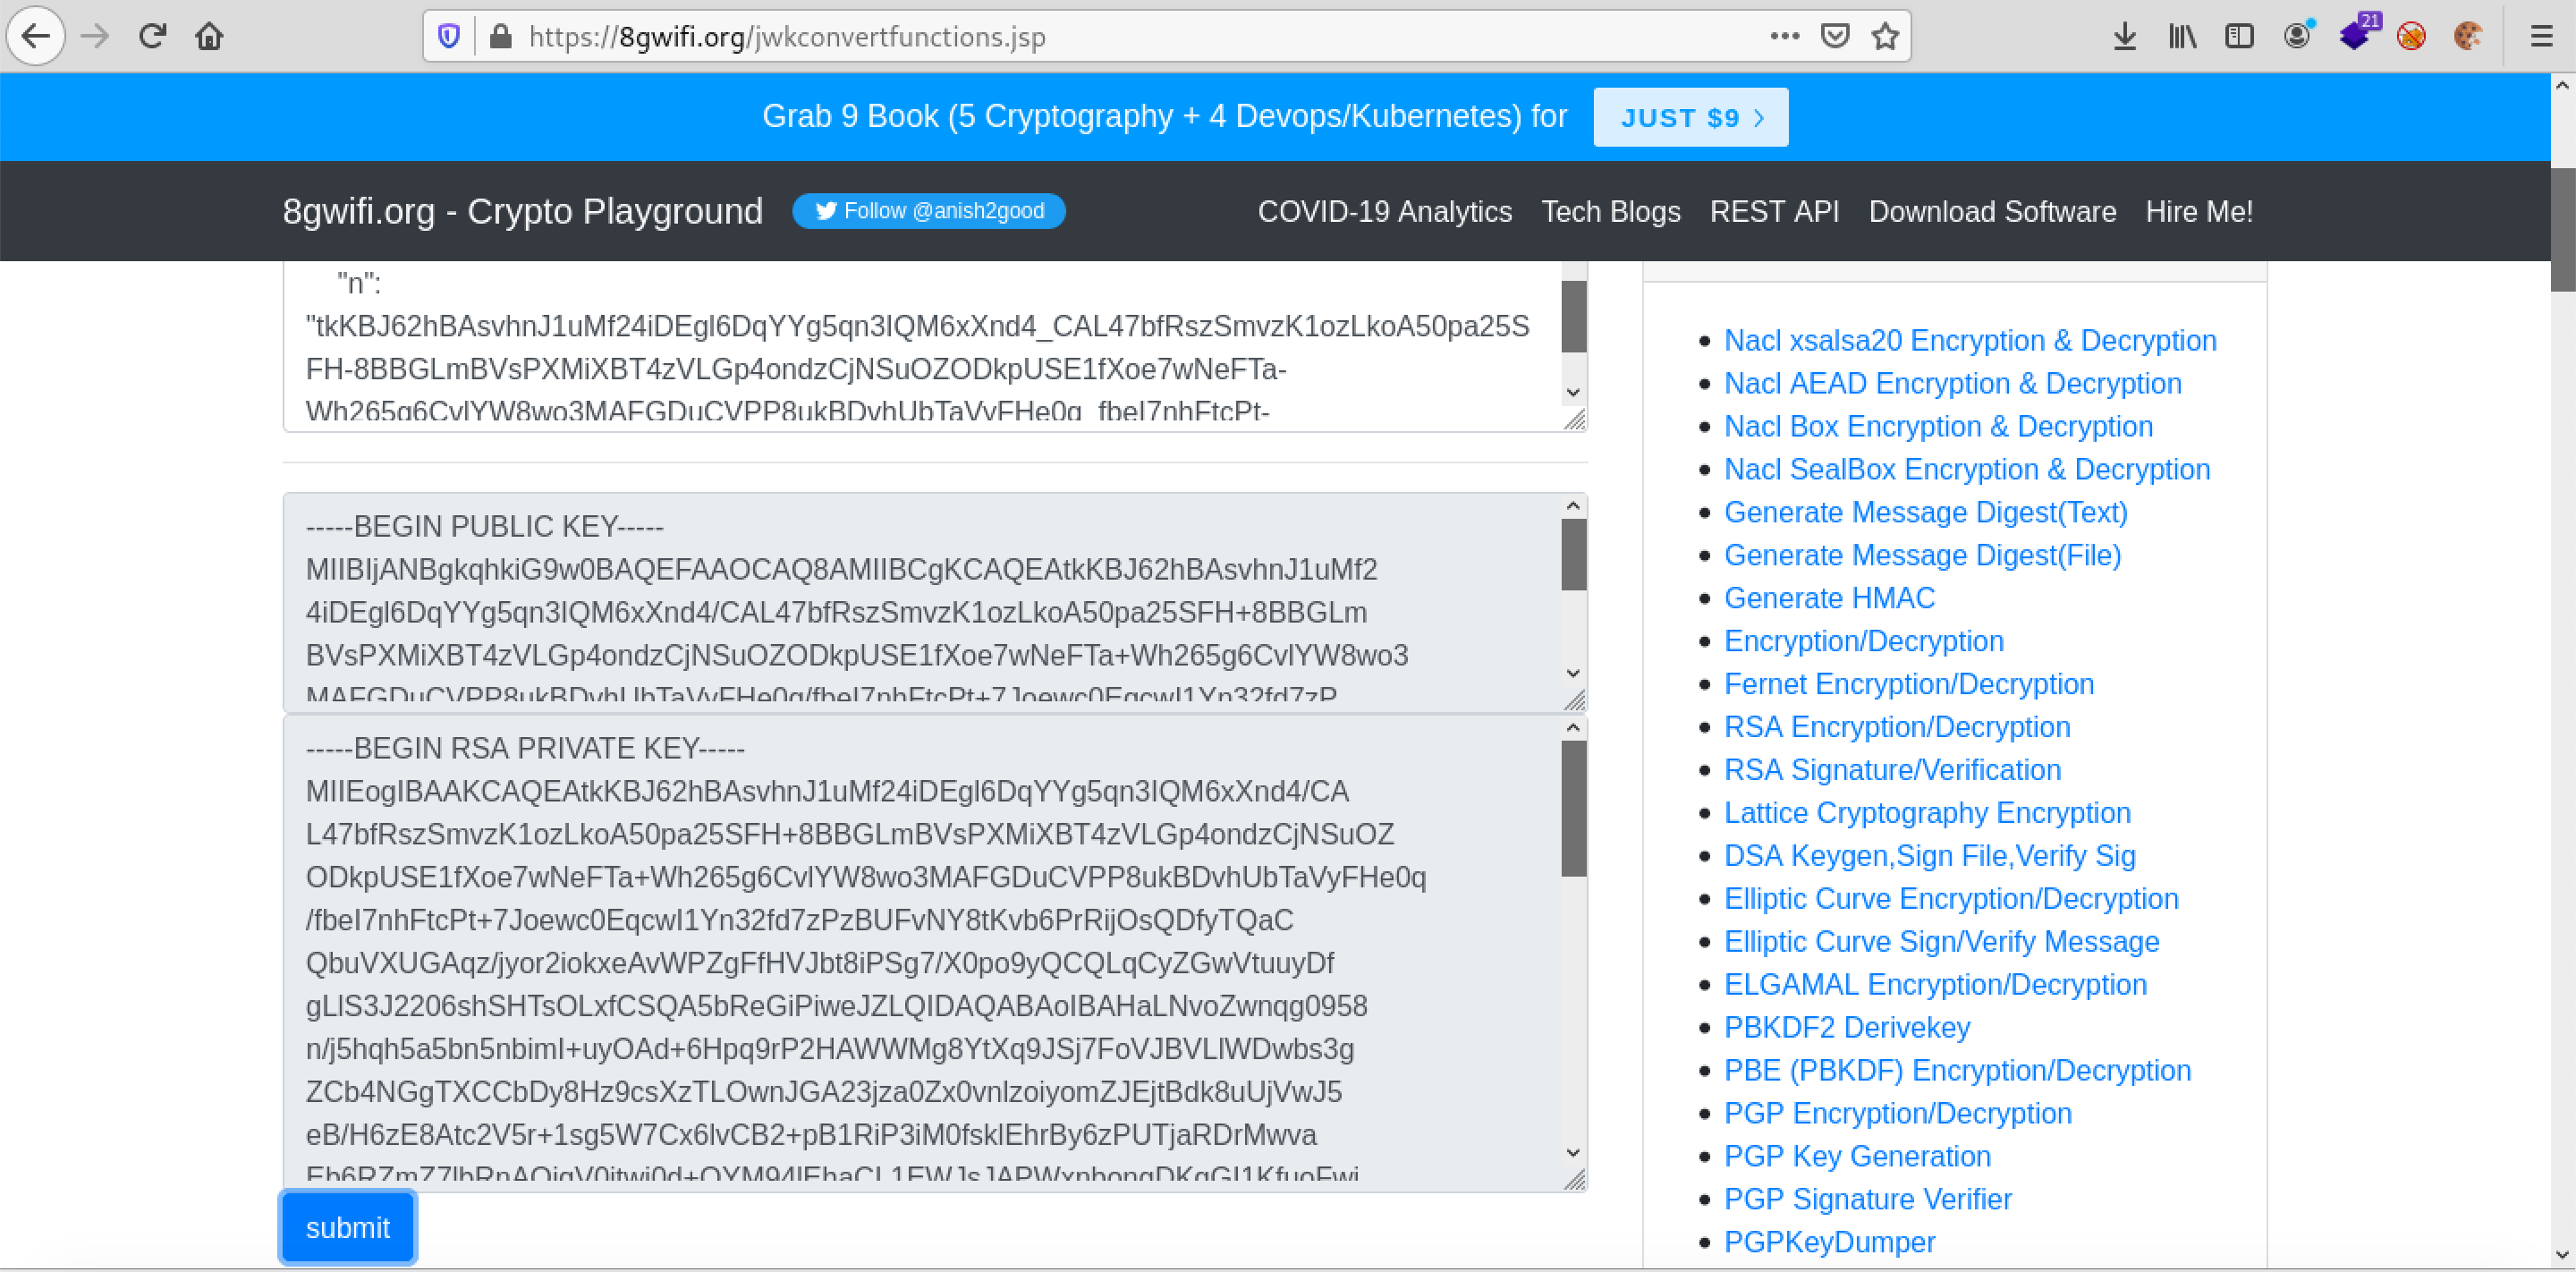 https://8gwifi.org/jwkconvertfunctions.jsp
21
Grab 9 Book (5 Cryptography + 4 Devops/Kubernetes) for JUST $9 >
8gwifi.org - Crypto Playground Follow @anish2good COVID-19 Analytics Tech Blogs REST API Download Software Hire Me!
"n":
"tkKBJ62hBAsvhnJ1uMf24iDEgl6DqYYg5qn3IQM6xXnd4_CAL47bfRszSmvzK1ozLkoA50pa25S
FH-8BBGLmBVsPXMiXBT4zVLGp4ondzCjNSuOZODkpUSE1fXoe7wNeFTa-
Wh265g6CvlYW8wo3MAFGDuCVPP8ukBDvhUbTaVyFHe0q_fbeI7nhFtcPt-
-----BEGIN PUBLIC KEY-----
MIIBIjANBgkqhkiG9w0BAQEFAAOCAQ8AMIIBCgKCAQEAtkKBJ62hBAsvhnJ1uMf2
4iDEgl6DqYYg5qn3IQM6xXnd4/CAL47bfRszSmvzK1ozLkoA50pa25SFH+8BBGLm
BVsPXMiXBT4zVLGp4ondzCjNSuOZODkpUSE1fXoe7wNeFTa+Wh265g6CvlYW8wo3
MAFGDuCVPP8ukBDvhUbTaVyFHe0q/fbeI7nhFtcPt+7Joewc0EqcwI1Yn32fd7zP
-----BEGIN RSA PRIVATE KEY-----
MIIEogIBAAKCAQEAtkKBJ62hBAsvhnJ1uMf24iDEgl6DqYYg5qn3IQM6xXnd4/CA
L47bfRszSmvzK1ozLkoA50pa25SFH+8BBGLmBVsPXMiXBT4zVLGp4ondzCjNSuOZ
ODkpUSE1fXoe7wNeFTa+Wh265g6CvlYW8wo3MAFGDuCVPP8ukBDvhUbTaVyFHe0q
/fbeI7nhFtcPt+7Joewc0EqcwI1Yn32fd7zPzBUFvNY8tKvb6PrRijOsQDfyTQaC
QbuVXUGAqz/jyor2iokxeAvWPZgFfHVJbt8iPSg7/X0po9yQCQLqCyZGwVtuuyDf
gLlS3J2206shSHTsOLxfCSQA5bReGiPiweJZLQIDAQABAoIBAHaLNvoZwnqg0958
n/j5hqh5a5bn5nbimI+uyOAd+6Hpq9rP2HAWWMg8YtXq9JSj7FoVJBVLlWDwbs3g
ZCb4NGgTXCCbDy8Hz9csXzTLOwnJGA23jza0Zx0vnlzoiyomZJEjtBdk8uUjVwJ5
eB/H6zE8Atc2V5r+1sg5W7Cx6lvCB2+pB1RiP3iM0fsklEhrBy6zPUTjaRDrMwva
submit
Nacl xsalsa20 Encryption & Decryption
Nacl AEAD Encryption & Decryption
Nacl Box Encryption & Decryption
Nacl SealBox Encryption & Decryption
Generate Message Digest(Text)
Generate Message Digest(File)
Generate HMAC
Encryption/Decryption
Fernet Encryption/Decryption
RSA Encryption/Decryption
RSA Signature/Verification
Lattice Cryptography Encryption
DSA Keygen,Sign File,Verify Sig
Elliptic Curve Encryption/Decryption
Elliptic Curve Sign/Verify Message
ELGAMAL Encryption/Decryption
PBKDF2 Derivekey
PBE (PBKDF) Encryption/Decryption
PGP Encryption/Decryption
PGP Key Generation
PGP Signature Verifier
PGPKeyDumper